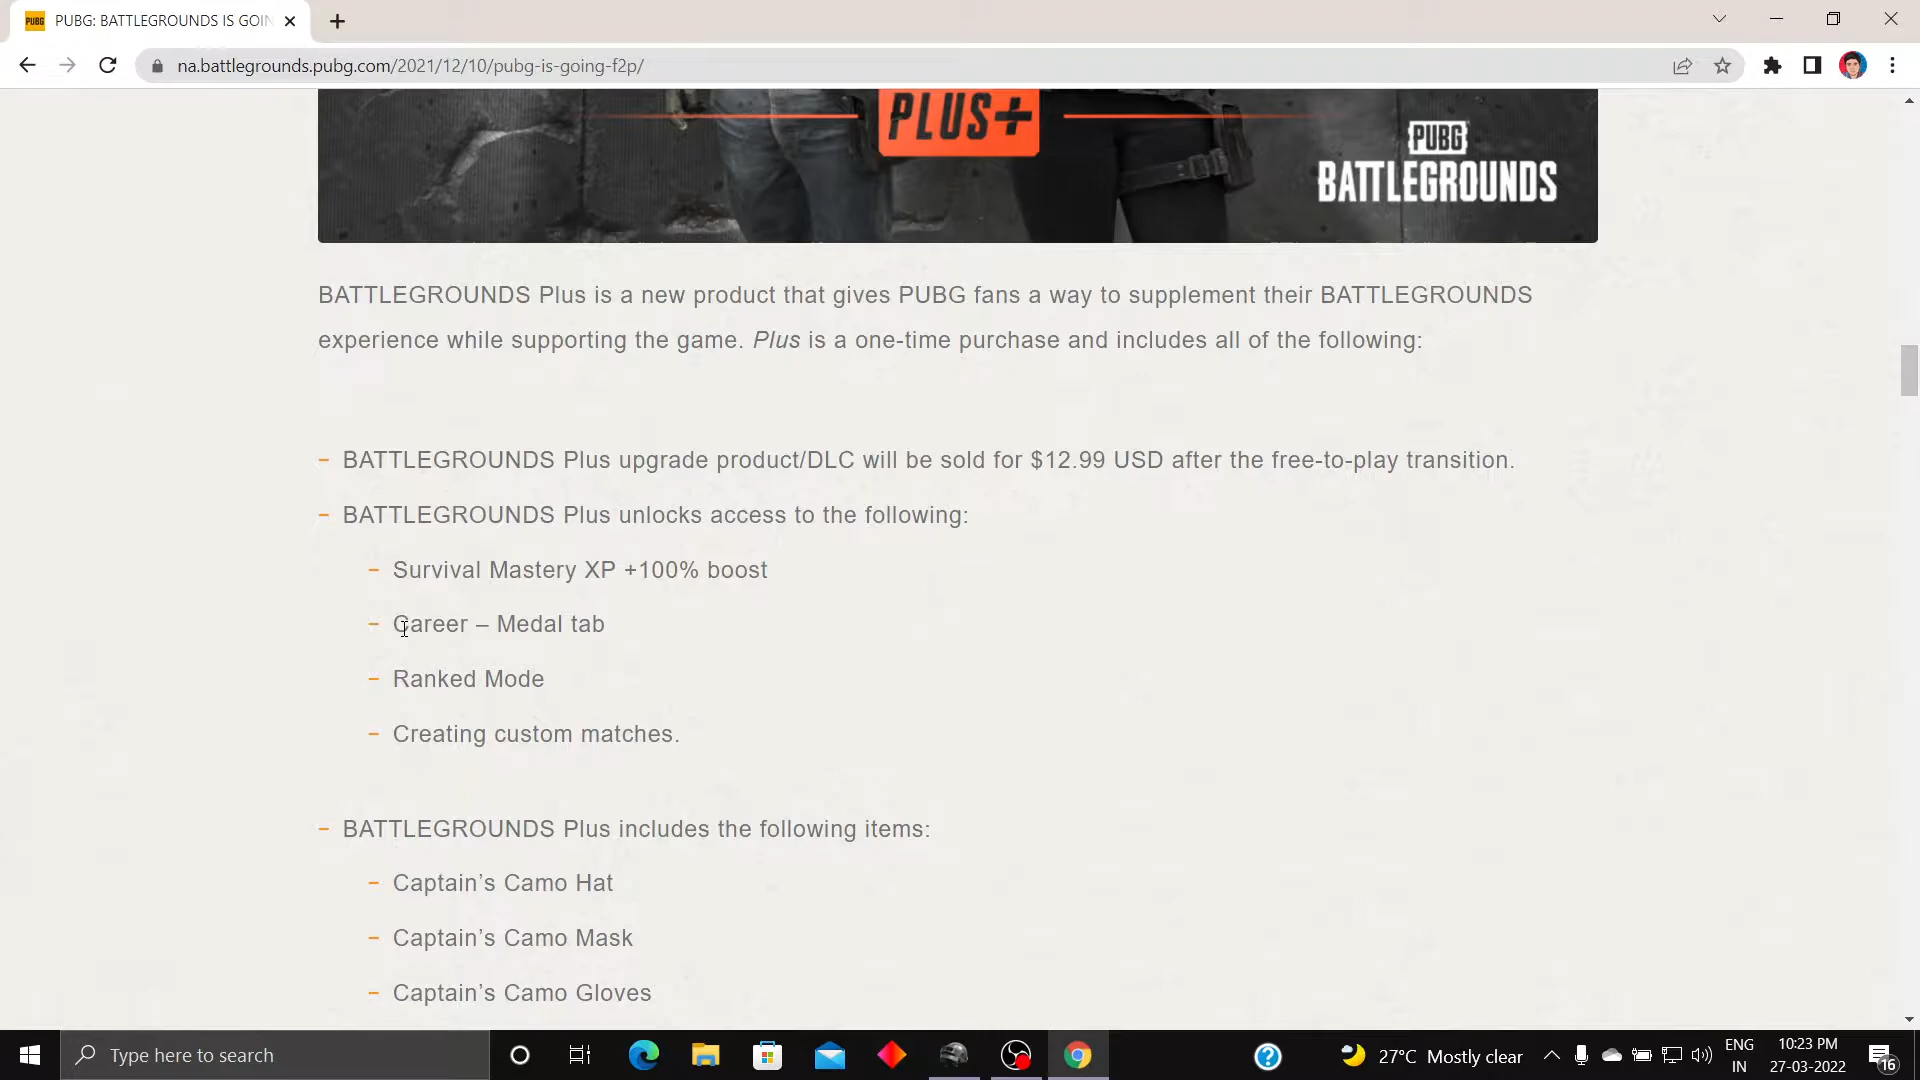 PUBG: BATTLEGROUNDS IS GOIN
na.battlegrounds.pubg.com/2021/12/10/pubg-is-going-f2p/
PLUS+
PUBG
BATTLEGROUNDS
BATTLEGROUNDS Plus is a new product that gives PUBG fans a way to supplement their BATTLEGROUNDS
experience while supporting the game. Plus is a one-time purchase and includes all of the following:
– BATTLEGROUNDS Plus upgrade product/DLC will be sold for $12.99 USD after the free-to-play transition.
– BATTLEGROUNDS Plus unlocks access to the following:
– Survival Mastery XP +100% boost
– Career – Medal tab
– Ranked Mode
– Creating custom matches.
– BATTLEGROUNDS Plus includes the following items:
– Captain’s Camo Hat
– Captain’s Camo Mask
– Captain’s Camo Gloves
Type here to search
27°C Mostly clear
ENG
IN
10:23 PM
27-03-2022
16